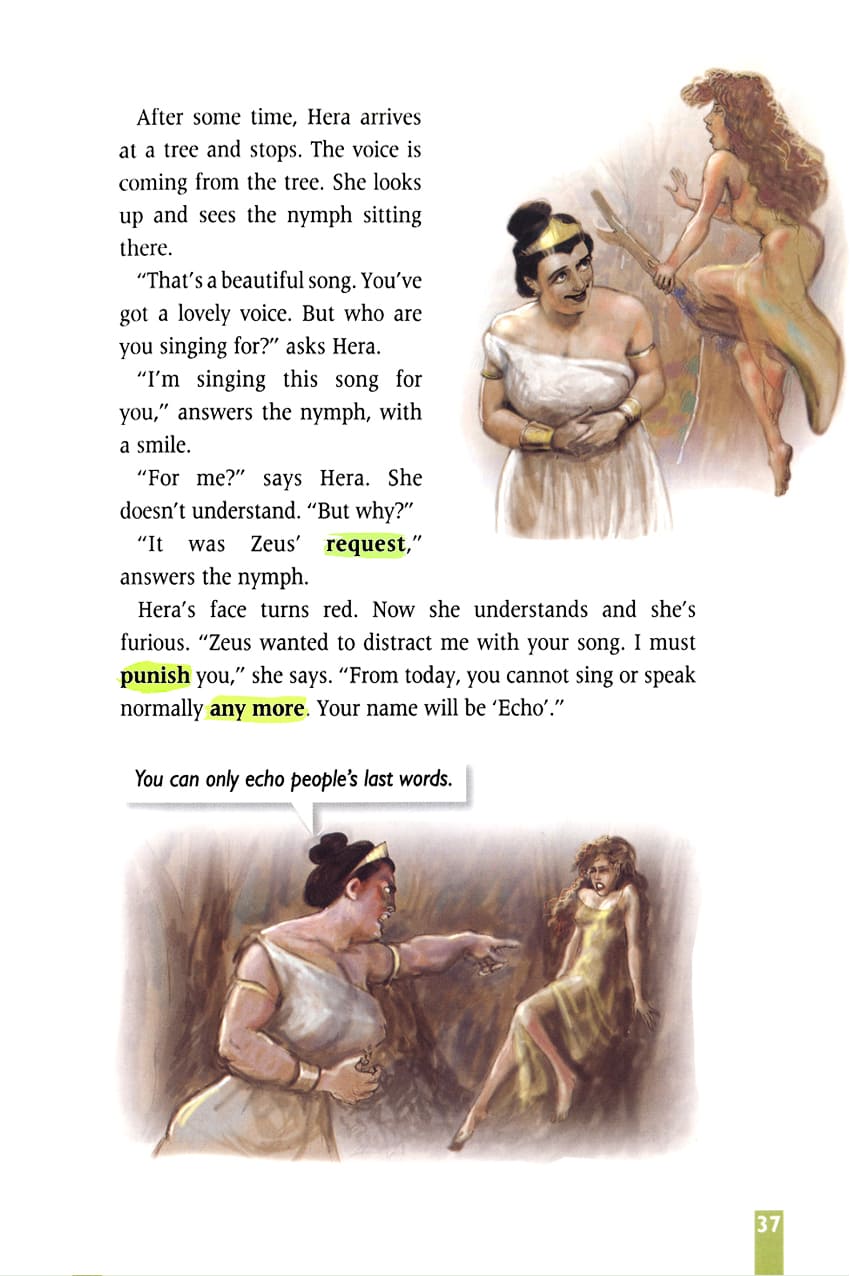 After some time, Hera arrives
at a tree and stops. The voice is
coming from the tree. She looks
up and sees the nymph sitting
there.
“That’s a beautiful song. You’ve
got a lovely voice. But who are
you singing for?” asks Hera.
“I’m singing this song for
you,” answers the nymph, with
a smile.
“For me?” says Hera. She
doesn’t understand. “But why?”
“It was Zeus’ request,”
answers the nymph.
Hera’s face turns red. Now she understands and she’s
furious. “Zeus wanted to distract me with your song. I must
punish you,” she says. “From today, you cannot sing or speak
normally any more. Your name will be ‘Echo’.”
You can only echo people’s last words.
37